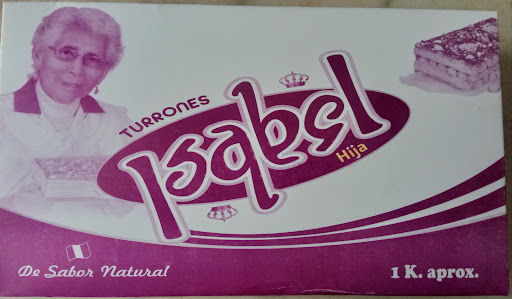 TURRONES
Isabel
Hija
De Sabor Natural
1 K. aprox.